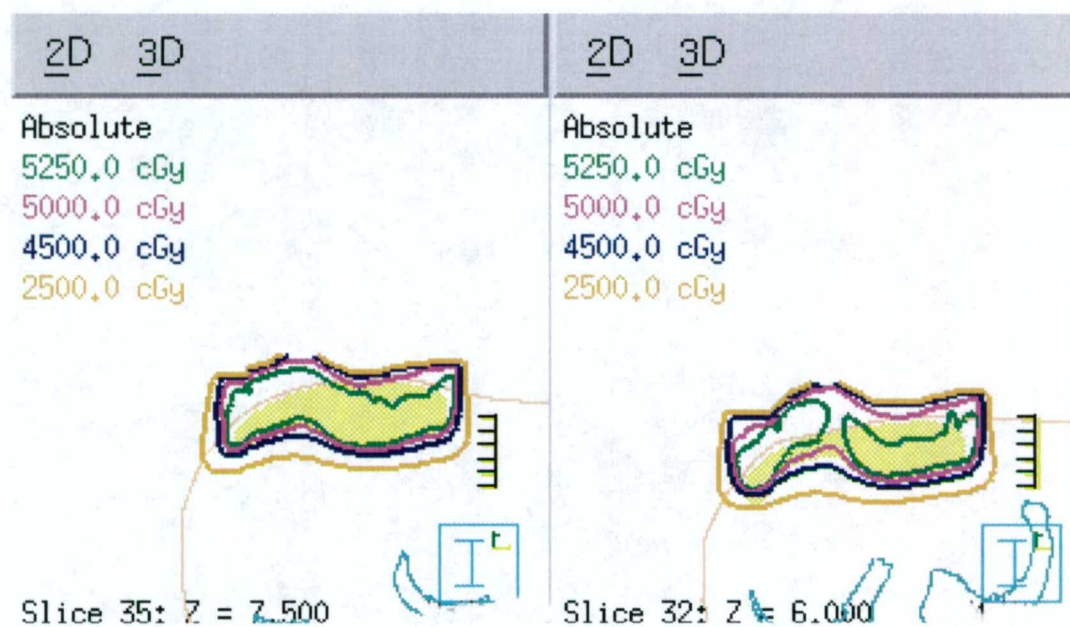 2D 3D
Absolute
5250.0 cGy
5000.0 cGy
4500.0 cGy
2500.0 cGy
Slice 35: Z = 7.500
2D 3D
Absolute
5250.0 cGy
5000.0 cGy
4500.0 cGy
2500.0 cGy
Slice 32: Z = 6.000